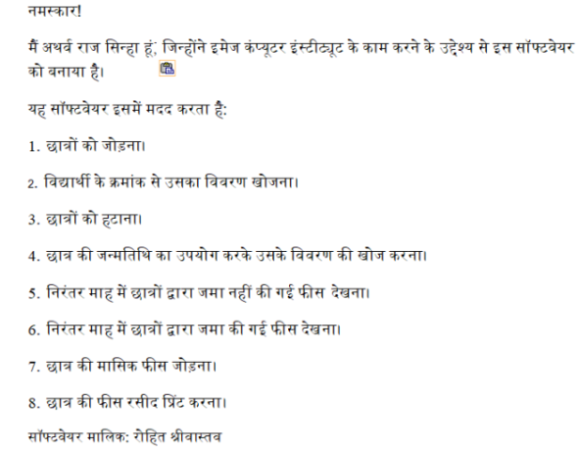 नमस्कार!
मैं अथर्व राज सिन्हा हूं, जिन्होंने इमेज कंप्यूटर इंस्टीट्यूट के काम करने के उद्देश्य से इस सॉफ्टवेयर
को बनाया है।
यह सॉफ्टवेयर इसमें मदद करता है:
1. छात्रों को जोड़ना।
2. विद्यार्थी के क्रमांक से उसका विवरण खोजना।
3. छात्रों को हटाना।
4. छात्र की जन्मतिथि का उपयोग करके उसके विवरण की खोज करना।
5. निरंतर माह में छात्रों द्वारा जमा नहीं की गई फीस देखना।
6. निरंतर माह में छात्रों द्वारा जमा की गई फीस देखना।
7. छात्र की मासिक फीस जोड़ना।
8. छात्र की फीस रसीद प्रिंट करना।
सॉफ्टवेयर मालिक: रोहित श्रीवास्तव